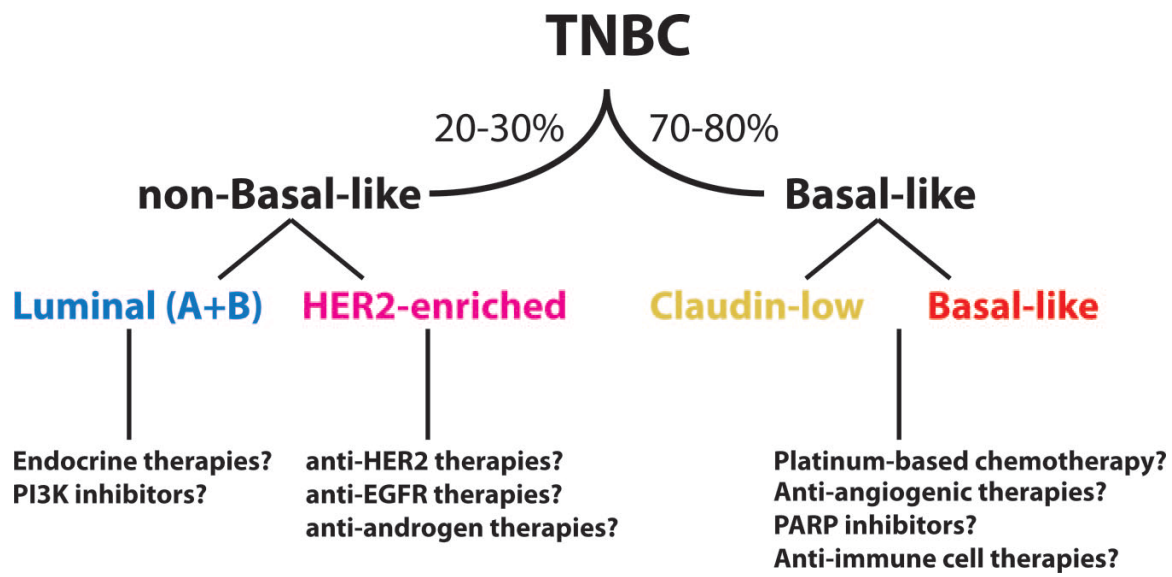 TNBC
20-30%
70-80%
non-Basal-like
Basal-like
Luminal (A+B)
HER2-enriched
Claudin-low
Basal-like
Endocrine therapies?
PI3K inhibitors?
anti-HER2 therapies?
anti-EGFR therapies?
anti-androgen therapies?
Platinum-based chemotherapy?
Anti-angiogenic therapies?
PARP inhibitors?
Anti-immune cell therapies?